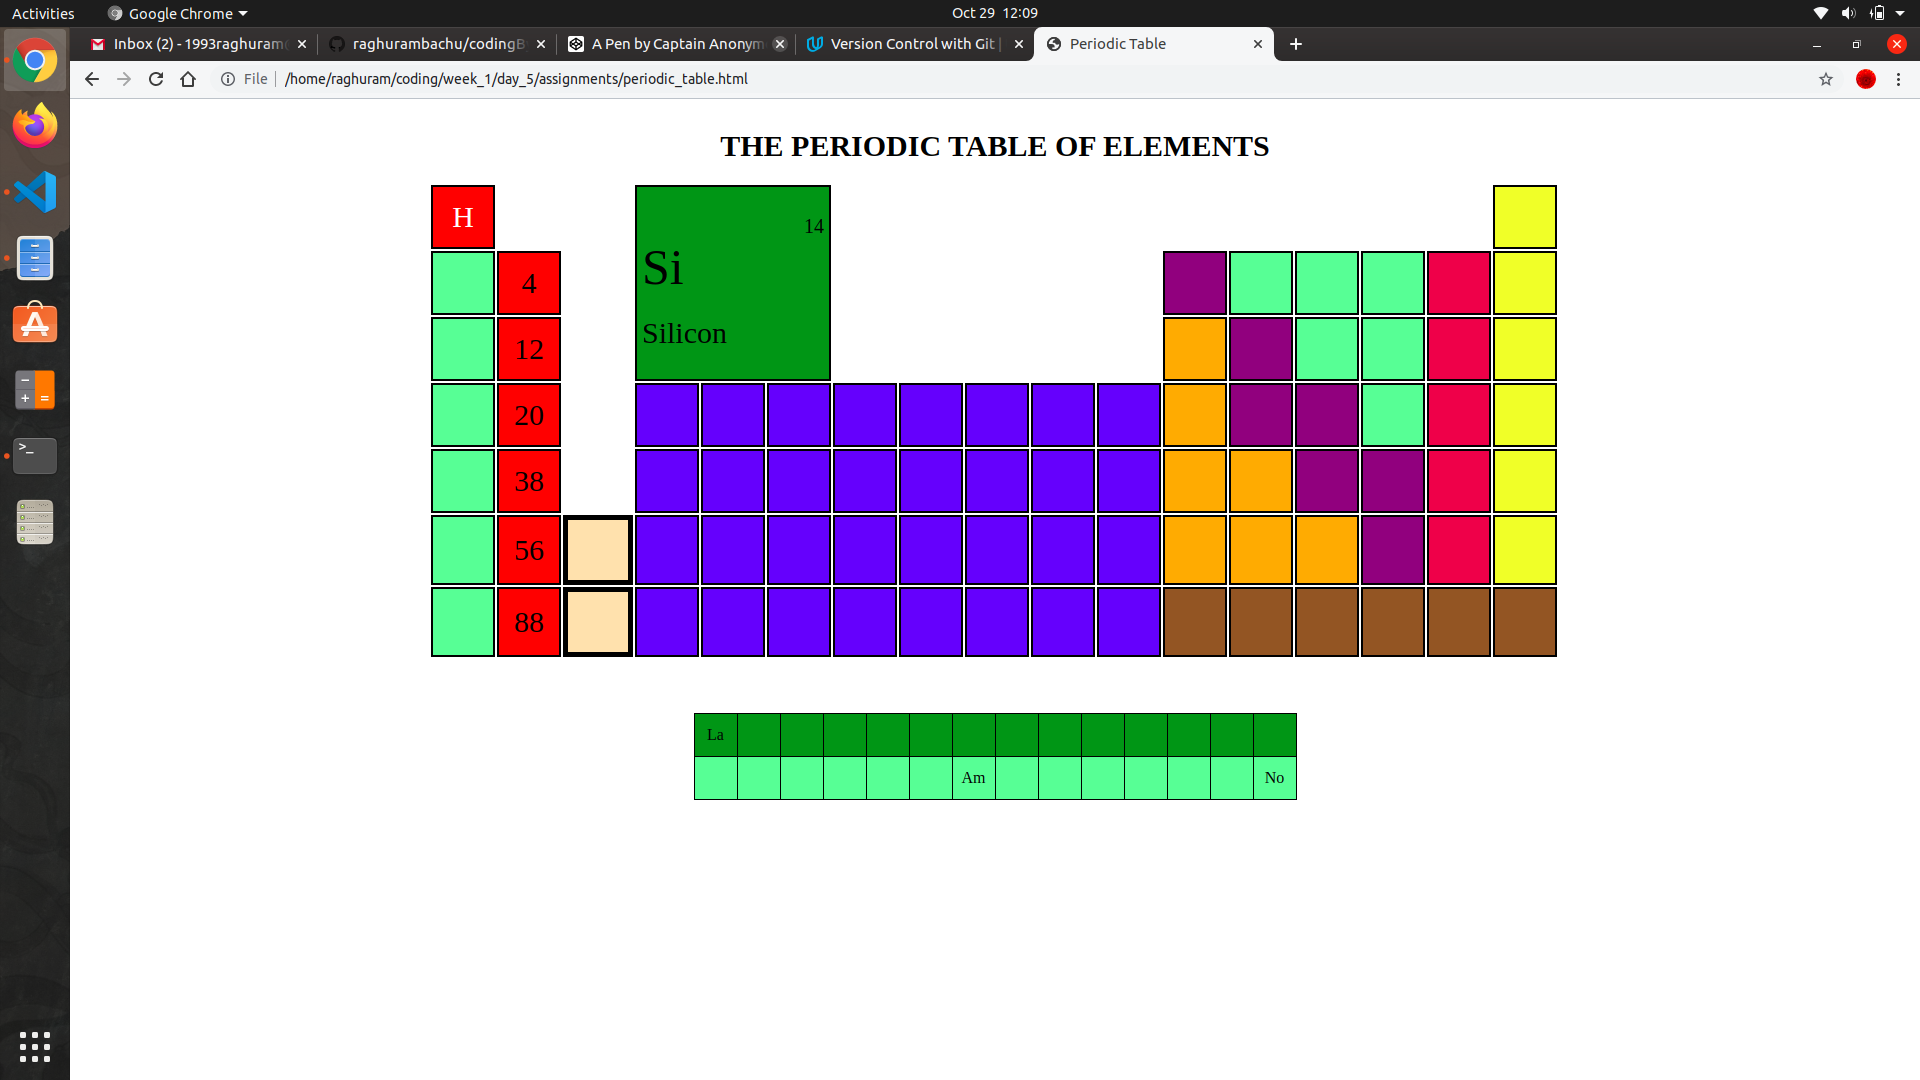 Activities
Google Chrome
Oct 29 12:09
Inbox (2) - 1993raghuram
raghurambachu/codingB
A Pen by Captain Anonym
Version Control with Git |
Periodic Table
File
/home/raghuram/coding/week_1/day_5/assignments/periodic_table.html
THE PERIODIC TABLE OF ELEMENTS
H
14
Si
Silicon
4
12
20
38
56
88
La
Am
No